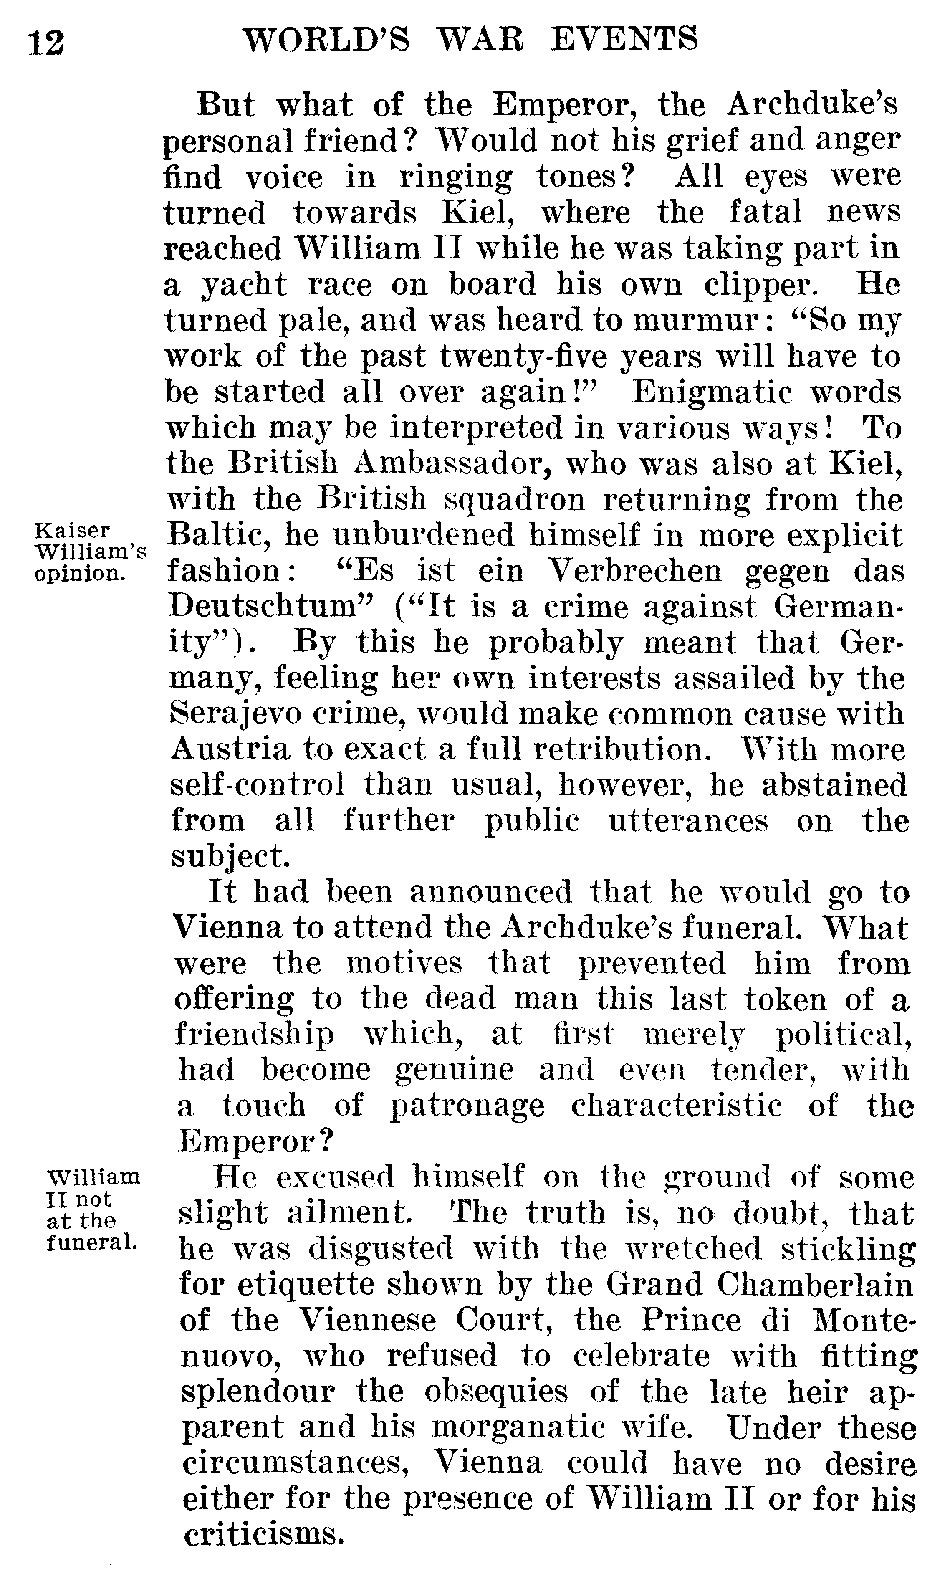 12 WORLD'S WAR EVENTS
But what of the Emperor, the Archduke's
personal friend? Would not his grief and anger
find voice in ringing tones? All eyes were
turned towards Kiel, where the fatal news
reached William II while he was taking part in
a yacht race on board his own clipper. He
turned pale, and was heard to murmur: "So my
work of the past twenty-five years will have to
be started all over again!" Enigmatic words
which may be interpreted in various ways! To
the British Ambassador, who was also at Kiel,
with the British squadron returning from the
Kaiser
William's
opinion.
Baltic, he unburdened himself in more explicit
fashion: "Es ist ein Verbrechen gegen das
Deutschtum" ("It is a crime against German-
ity"). By this he probably meant that Ger-
many, feeling her own interests assailed by the
Serajevo crime, would make common cause with
Austria to exact a full retribution. With more
self-control than usual, however, he abstained
from all further public utterances on the
subject.
It had been announced that he would go to
Vienna to attend the Archduke's funeral. What
were the motives that prevented him from
offering to the dead man this last token of a
friendship which, at first merely political,
had become genuine and even tender, with
a touch of patronage characteristic of the
Emperor?
William
II not
at the
funeral.
He excused himself on the ground of some
slight ailment. The truth is, no doubt, that
he was disgusted with the wretched stickling
for etiquette shown by the Grand Chamberlain
of the Viennese Court, the Prince di Monte-
nuovo, who refused to celebrate with fitting
splendour the obsequies of the late heir ap-
parent and his morganatic wife. Under these
circumstances, Vienna could have no desire
either for the presence of William II or for his
criticisms.